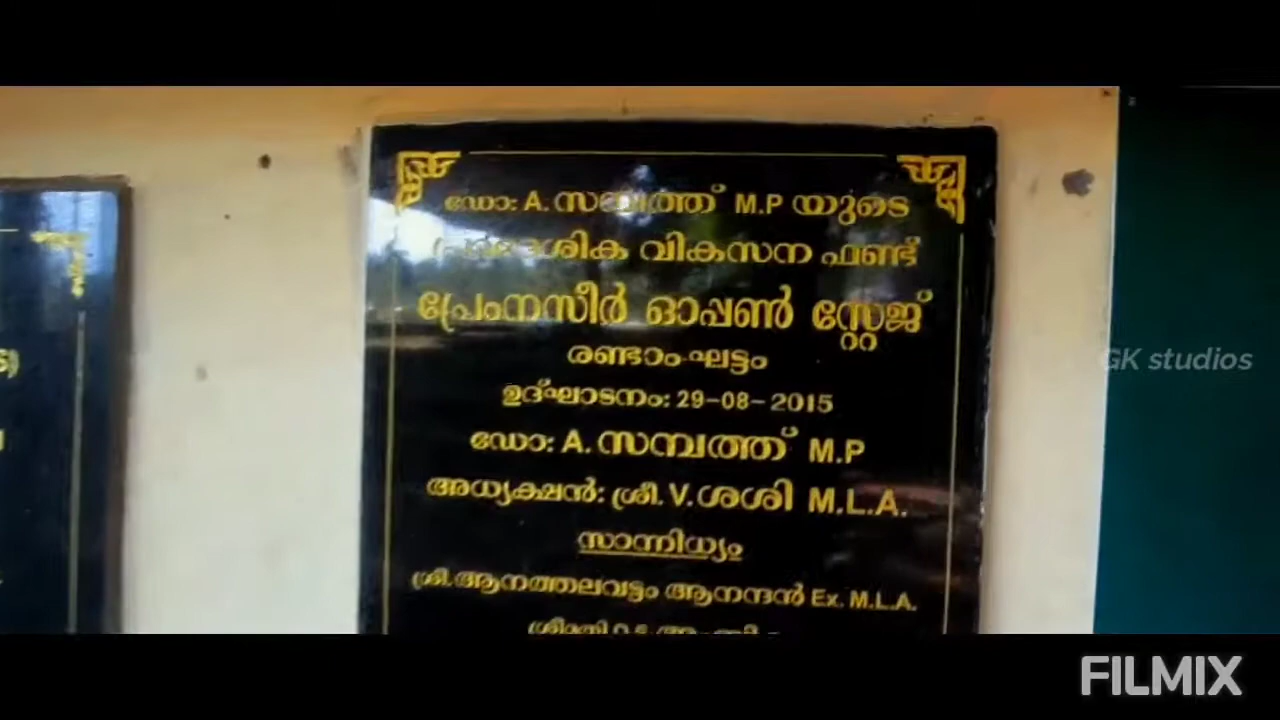 ഡോ: A. സമ്പത്ത് M.P യുടെ
പ്രാദേശിക വികസന ഫണ്ട്
പ്രേംനസീർ ഓപ്പൺ സ്റ്റേജ്
രണ്ടാംഘട്ടം
ഉദ്ഘാടനം: 29-08-2015
ഡോ: A. സമ്പത്ത് M.P
അധ്യക്ഷൻ: ശ്രീ. V. ശശി M.L.A.
സാന്നിധ്യം
ശ്രീ. ആനത്തലവട്ടം ആനന്ദൻ Ex. M.L.A.
GK studios
FILMIX